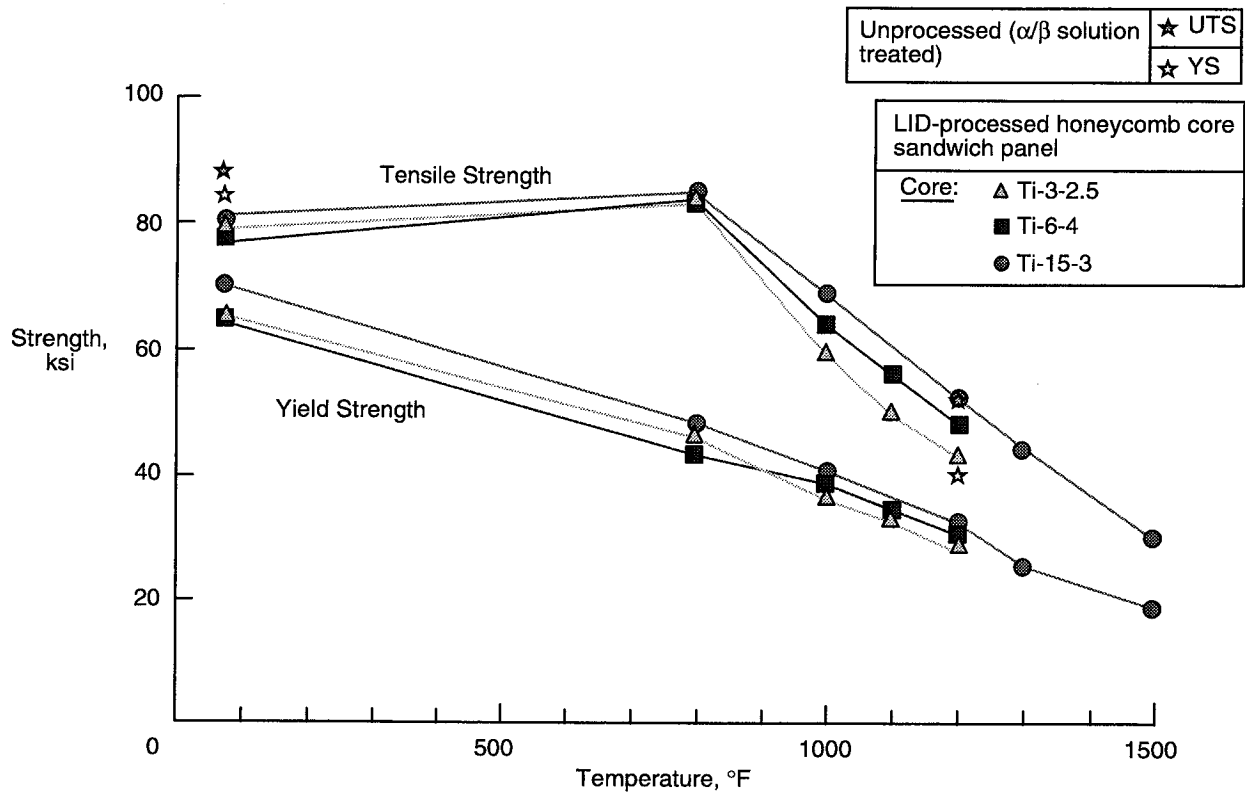 Unprocessed (α/β solution
treated)
UTS
YS
LID-processed honeycomb core
sandwich panel
Core:
Ti-3-2.5
Ti-6-4
Ti-15-3
100
80
60
40
20
0
Strength,
ksi
Tensile Strength
Yield Strength
500
1000
1500
Temperature, °F